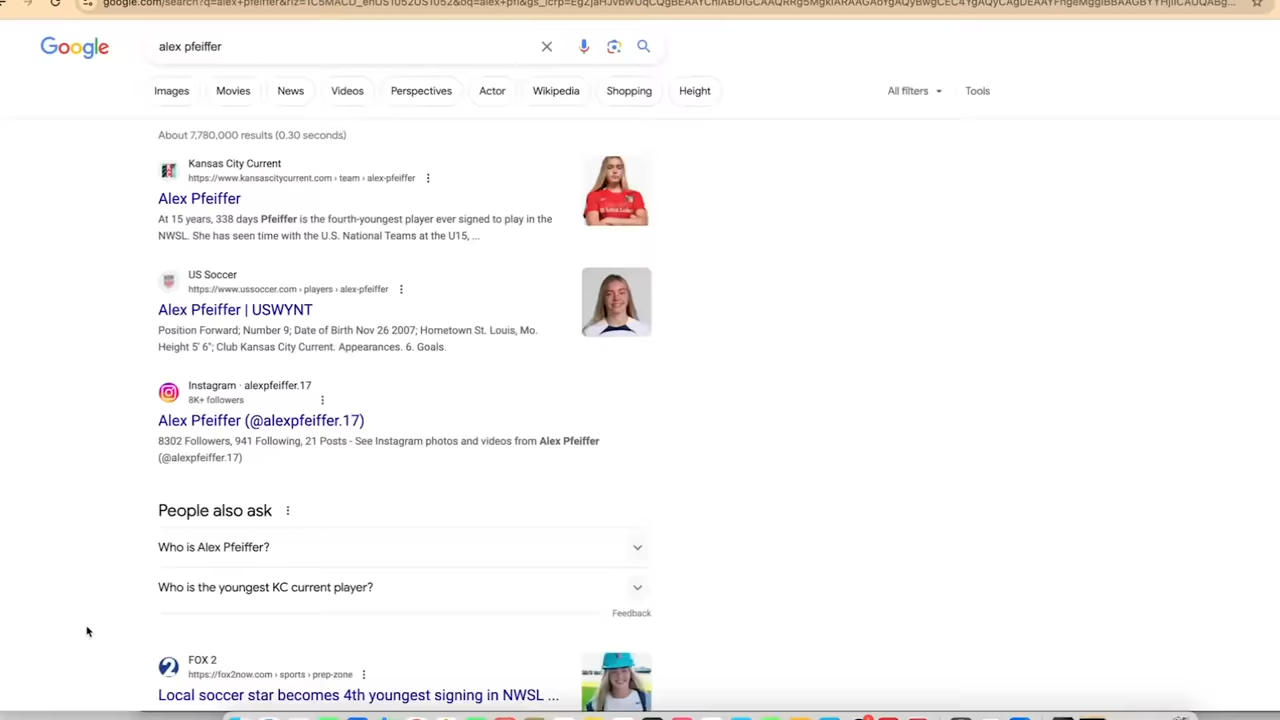 Google
alex pfeiffer
Images Movies News Videos Perspectives Actor Wikipedia Shopping Height All filters Tools
About 7,780,000 results (0.30 seconds)
Kansas City Current
https://www.kansascitycurrent.com › team › alex-pfeiffer
Alex Pfeiffer
At 15 years, 338 days Pfeiffer is the fourth-youngest player ever signed to play in the
NWSL. She has seen time with the U.S. National Teams at the U15, ...
US Soccer
https://www.ussoccer.com › players › alex-pfeiffer
Alex Pfeiffer | USWYNT
Position Forward; Number 9; Date of Birth Nov 26 2007; Hometown St. Louis, Mo.
Height 5' 6"; Club Kansas City Current. Appearances. 6. Goals.
Instagram · alexpfeiffer.17
8K+ followers
Alex Pfeiffer (@alexpfeiffer.17)
8302 Followers, 941 Following, 21 Posts - See Instagram photos and videos from Alex Pfeiffer
(@alexpfeiffer.17)
People also ask
Who is Alex Pfeiffer?
Who is the youngest KC current player?
Feedback
FOX 2
https://fox2now.com › sports › prep-zone
Local soccer star becomes 4th youngest signing in NWSL ...